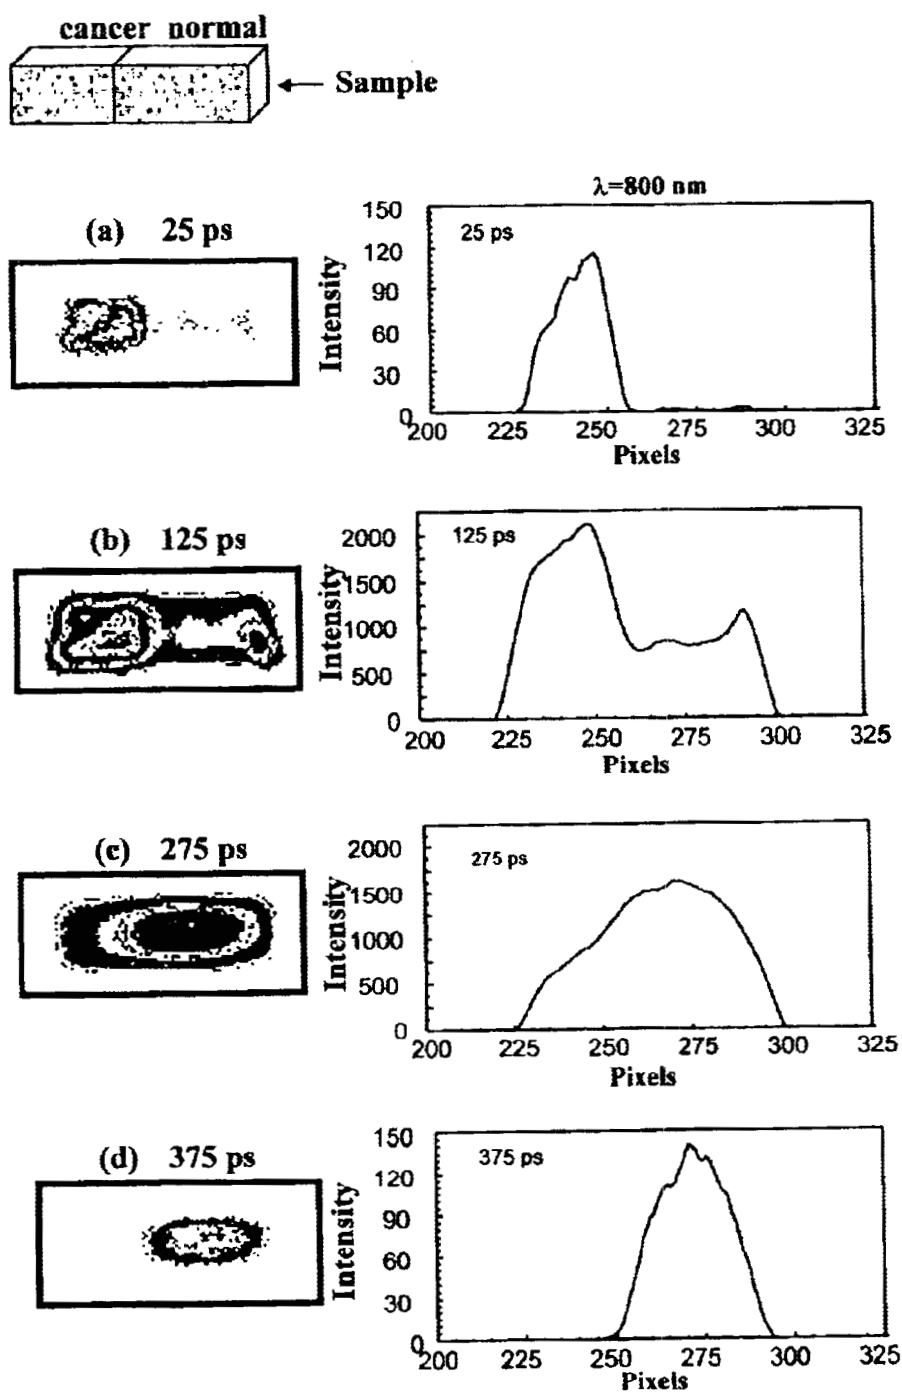 cancer normal
Sample
λ=800 nm
(a) 25 ps
150
120
90
60
30
0
Intensity
25 ps
200 225 250 275 300 325
Pixels
(b) 125 ps
2000
1500
1000
500
0
Intensity
125 ps
200 225 250 275 300 325
Pixels
(c) 275 ps
2000
1500
1000
500
0
Intensity
275 ps
200 225 250 275 300 325
Pixels
(d) 375 ps
150
120
90
60
30
0
Intensity
375 ps
200 225 250 275 300 325
Pixels